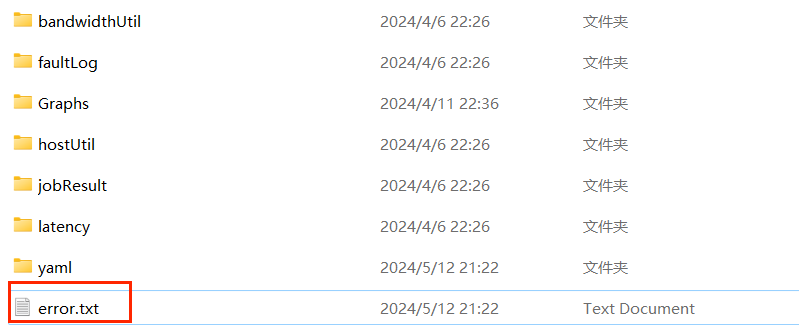 bandwidthUtil 2024/4/6 22:26 文件夹
faultLog 2024/4/6 22:26 文件夹
Graphs 2024/4/11 22:36 文件夹
hostUtil 2024/4/6 22:26 文件夹
jobResult 2024/4/6 22:26 文件夹
latency 2024/4/6 22:26 文件夹
yaml 2024/5/12 21:22 文件夹
error.txt 2024/5/12 21:22 Text Document